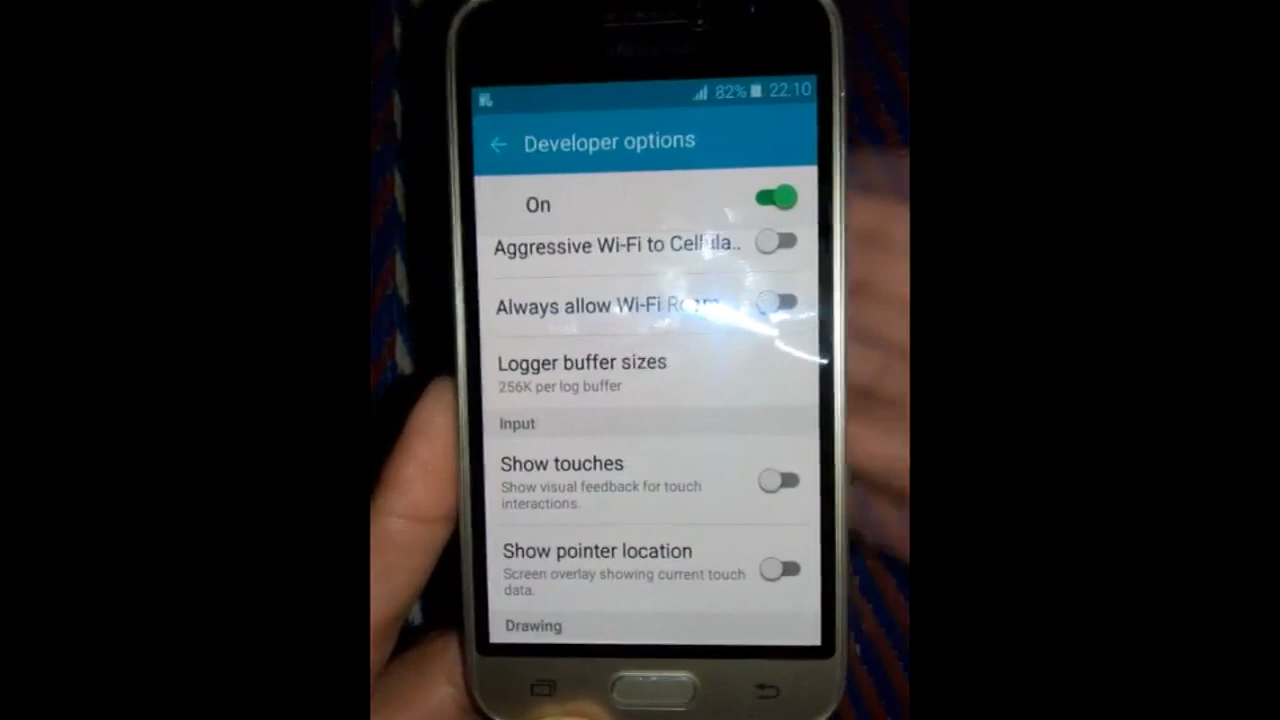 82% 22.10
Developer options
On
Aggressive Wi-Fi to Cellula..
Always allow Wi-Fi Roam
Logger buffer sizes
256K per log buffer
Input
Show touches
Show visual feedback for touch
interactions.
Show pointer location
Screen overlay showing current touch
data.
Drawing